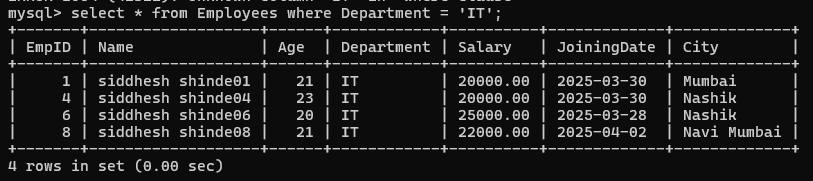 mysql> select * from Employees where Department = 'IT';
+-------+--------------------+------+------------+----------+-------------+-------------+
| EmpID | Name               | Age  | Department | Salary   | JoiningDate | City        |
+-------+--------------------+------+------------+----------+-------------+-------------+
|     1 | siddhesh shinde01 |   21 | IT         | 20000.00 | 2025-03-30  | Mumbai      |
|     4 | siddhesh shinde04 |   23 | IT         | 20000.00 | 2025-03-30  | Nashik      |
|     6 | siddhesh shinde06 |   20 | IT         | 25000.00 | 2025-03-28  | Nashik      |
|     8 | siddhesh shinde08 |   21 | IT         | 22000.00 | 2025-04-02  | Navi Mumbai |
+-------+--------------------+------+------------+----------+-------------+-------------+
4 rows in set (0.00 sec)